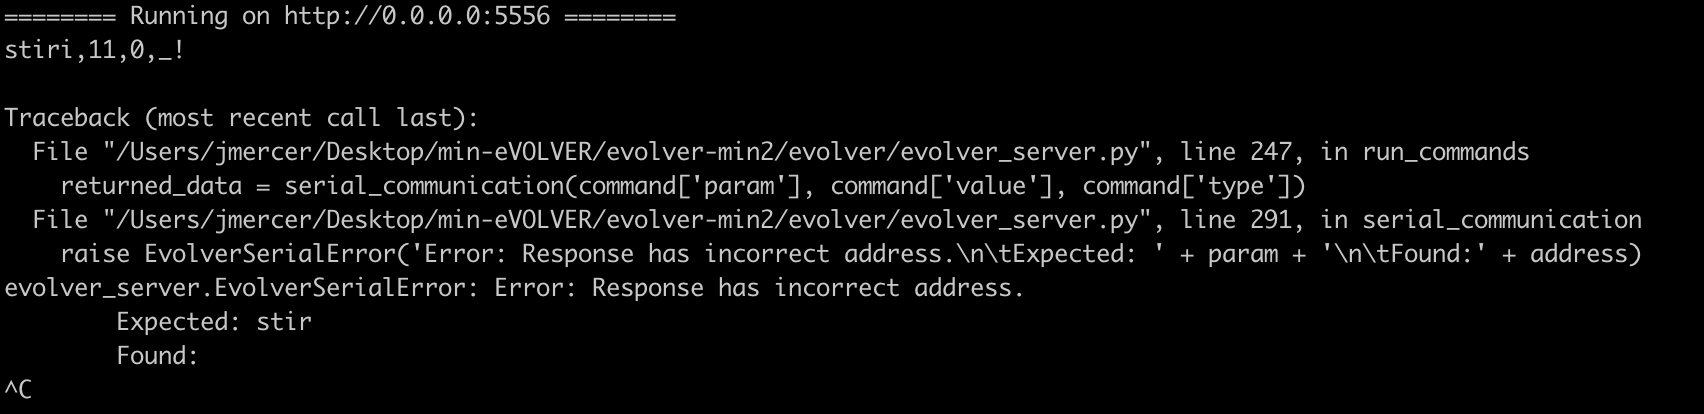 ======== Running on http://0.0.0.0:5556 ========
stiri,11,0,_!
Traceback (most recent call last):
  File "/Users/jmercer/Desktop/min-eVOLVER/evolver-min2/evolver/evolver_server.py", line 247, in run_commands
    returned_data = serial_communication(command['param'], command['value'], command['type'])
  File "/Users/jmercer/Desktop/min-eVOLVER/evolver-min2/evolver/evolver_server.py", line 291, in serial_communication
    raise EvolverSerialError('Error: Response has incorrect address.\n\tExpected: ' + param + '\n\tFound:' + address)
evolver_server.EvolverSerialError: Error: Response has incorrect address.
        Expected: stir
        Found:
^C